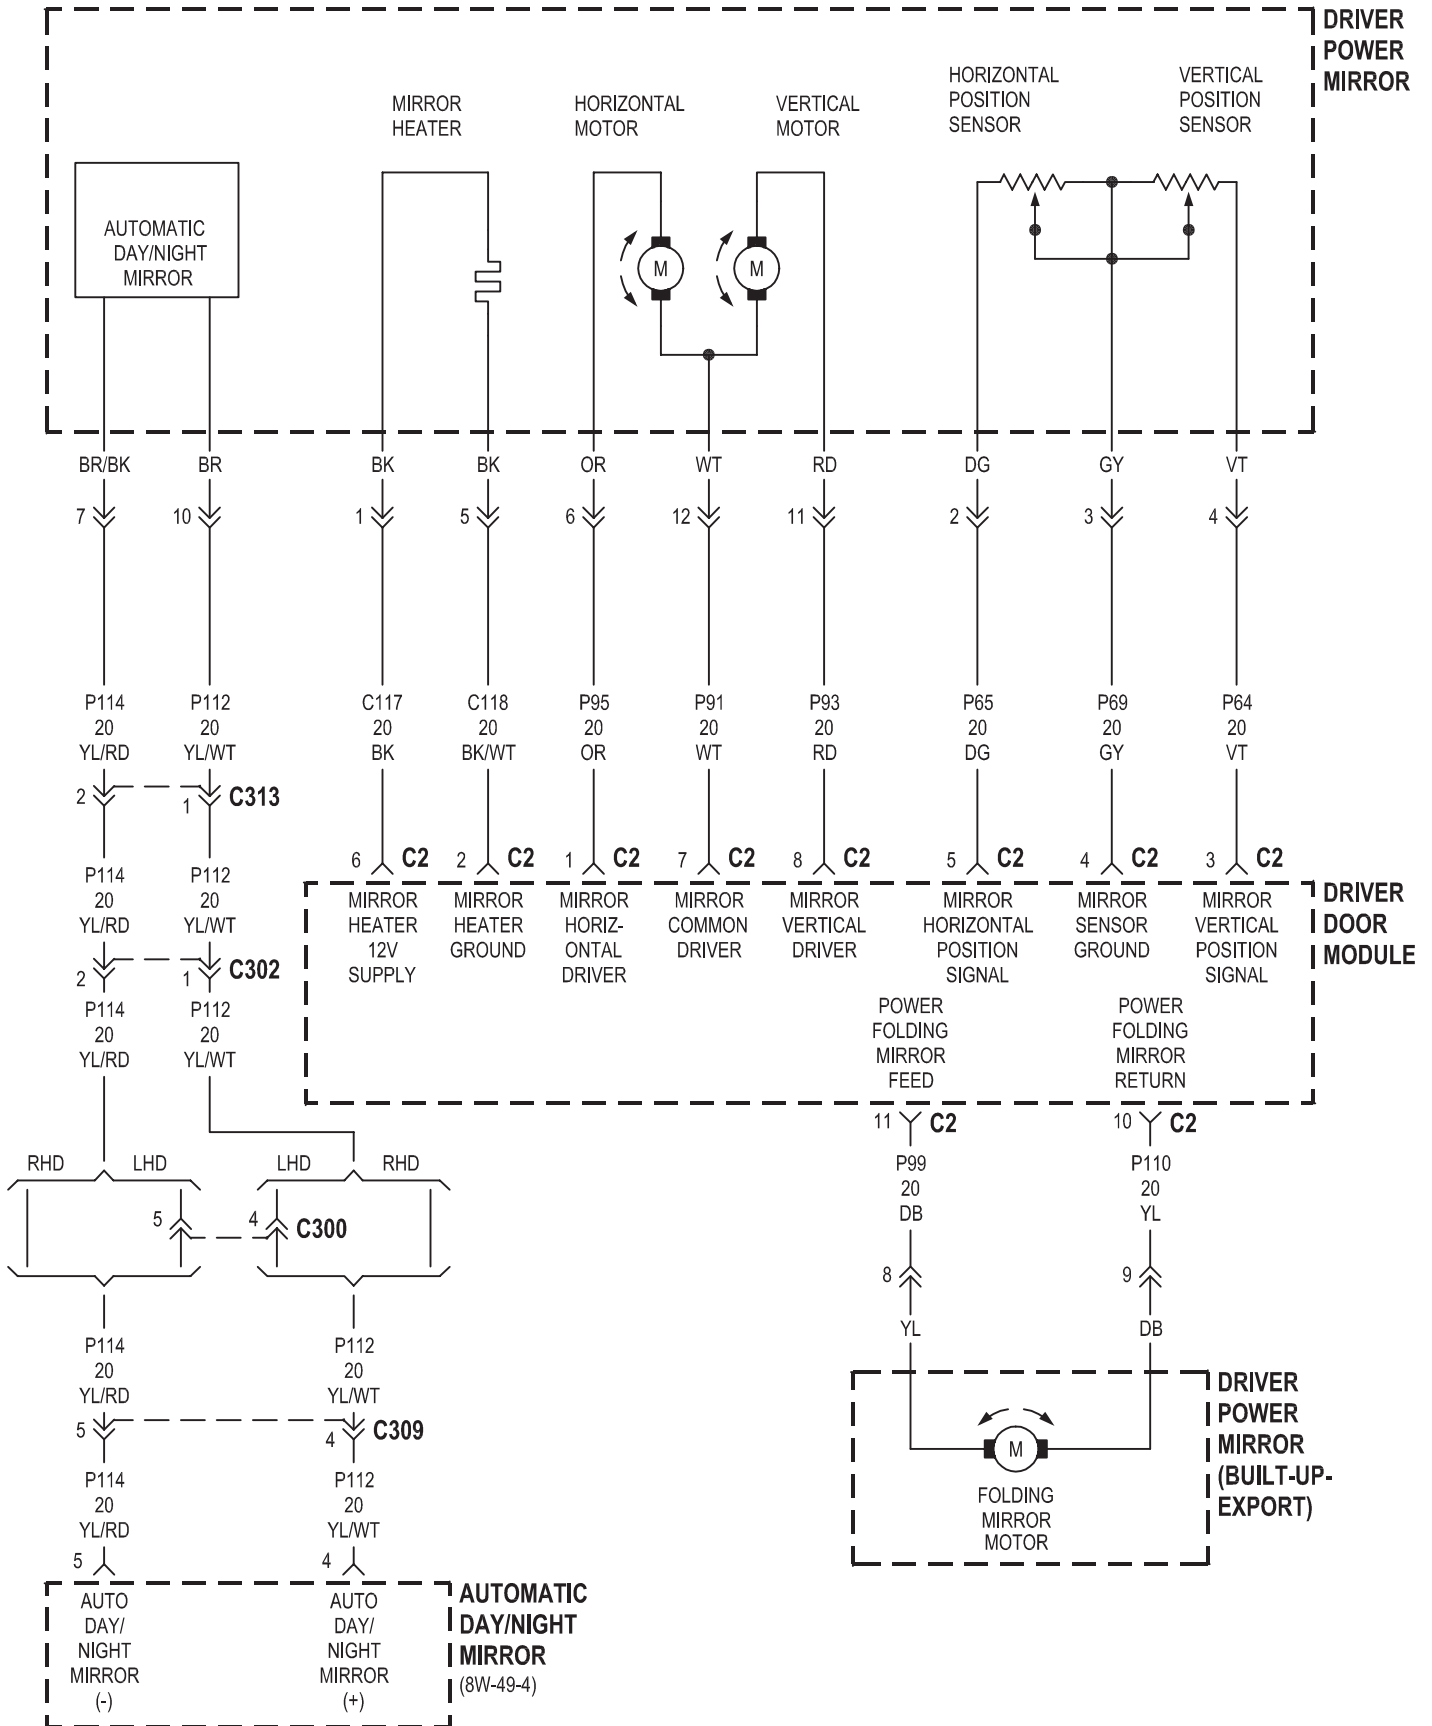 DRIVER
POWER
MIRROR
HORIZONTAL
POSITION
SENSOR
VERTICAL
POSITION
SENSOR
MIRROR
HEATER
HORIZONTAL
MOTOR
VERTICAL
MOTOR
AUTOMATIC
DAY/NIGHT
MIRROR
M
M
BR/BK BR BK BK OR WT RD DG GY VT
7 10 1 5 6 12 11 2 3 4
P114 P112 C117 C118 P95 P91 P93 P65 P69 P64
20 20 20 20 20 20 20 20 20 20
YL/RD YL/WT BK BK/WT OR WT RD DG GY VT
2 1 C313
6 C2 2 C2 1 C2 7 C2 8 C2 5 C2 4 C2 3 C2
P114 P112
20 20
YL/RD YL/WT
2 1 C302
DRIVER
DOOR
MODULE
MIRROR
HEATER
12V
SUPPLY
MIRROR
HEATER
GROUND
MIRROR
HORIZ-
ONTAL
DRIVER
MIRROR
COMMON
DRIVER
MIRROR
VERTICAL
DRIVER
MIRROR
HORIZONTAL
POSITION
SIGNAL
MIRROR
SENSOR
GROUND
MIRROR
VERTICAL
POSITION
SIGNAL
POWER
FOLDING
MIRROR
FEED
POWER
FOLDING
MIRROR
RETURN
P114 P112
20 20
YL/RD YL/WT
11 C2 10 C2
P99 P110
20 20
DB YL
8 9
YL DB
RHD LHD LHD RHD
5 4 C300
P114 P112
20 20
YL/RD YL/WT
5 4 C309
P114 P112
20 20
YL/RD YL/WT
5 4
DRIVER
POWER
MIRROR
(BUILT-UP-
EXPORT)
M
FOLDING
MIRROR
MOTOR
AUTO
DAY/
NIGHT
MIRROR
(-)
AUTO
DAY/
NIGHT
MIRROR
(+)
AUTOMATIC
DAY/NIGHT
MIRROR
(8W-49-4)